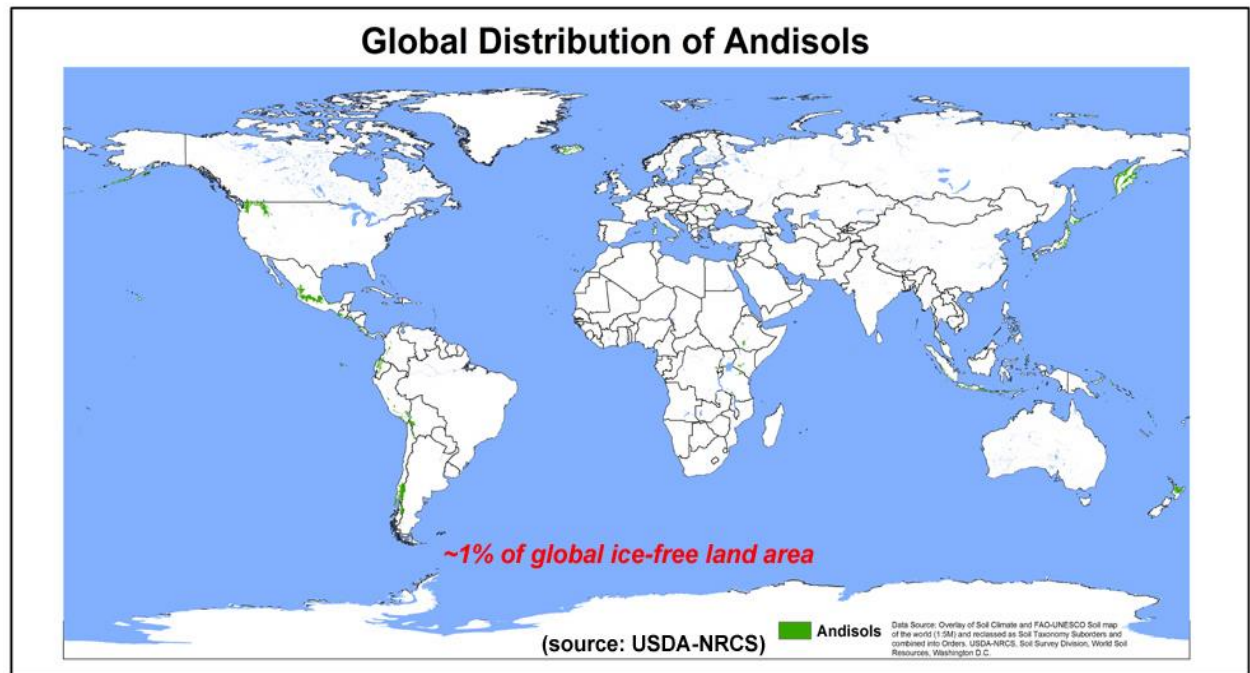 Global Distribution of Andisols
~1% of global ice-free land area
(source: USDA-NRCS)
Andisols
Data Source: Overlay of Soil Climate and FAO-UNESCO Soil map
of the world (1:5M) and reclassed as Soil Taxonomy Suborders and
combined into Orders. USDA-NRCS, Soil Survey Division, World Soil
Resources, Washington D.C.